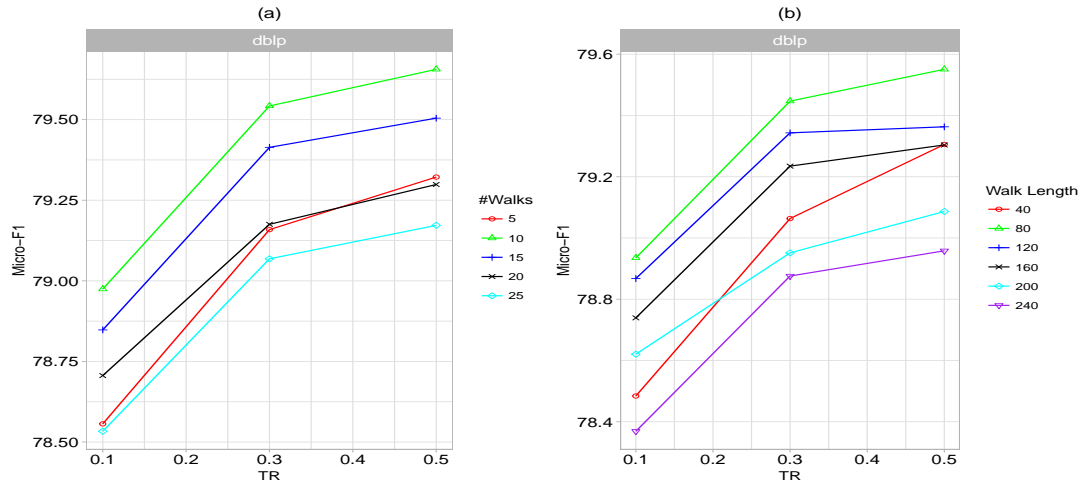 (a)
dblp
79.50
79.25
79.00
78.75
78.50
Micro−F1
0.1 0.2 0.3 0.4 0.5
TR
#Walks
5
10
15
20
25
(b)
dblp
79.6
79.2
78.8
78.4
Micro−F1
0.1 0.2 0.3 0.4 0.5
TR
Walk Length
40
80
120
160
200
240